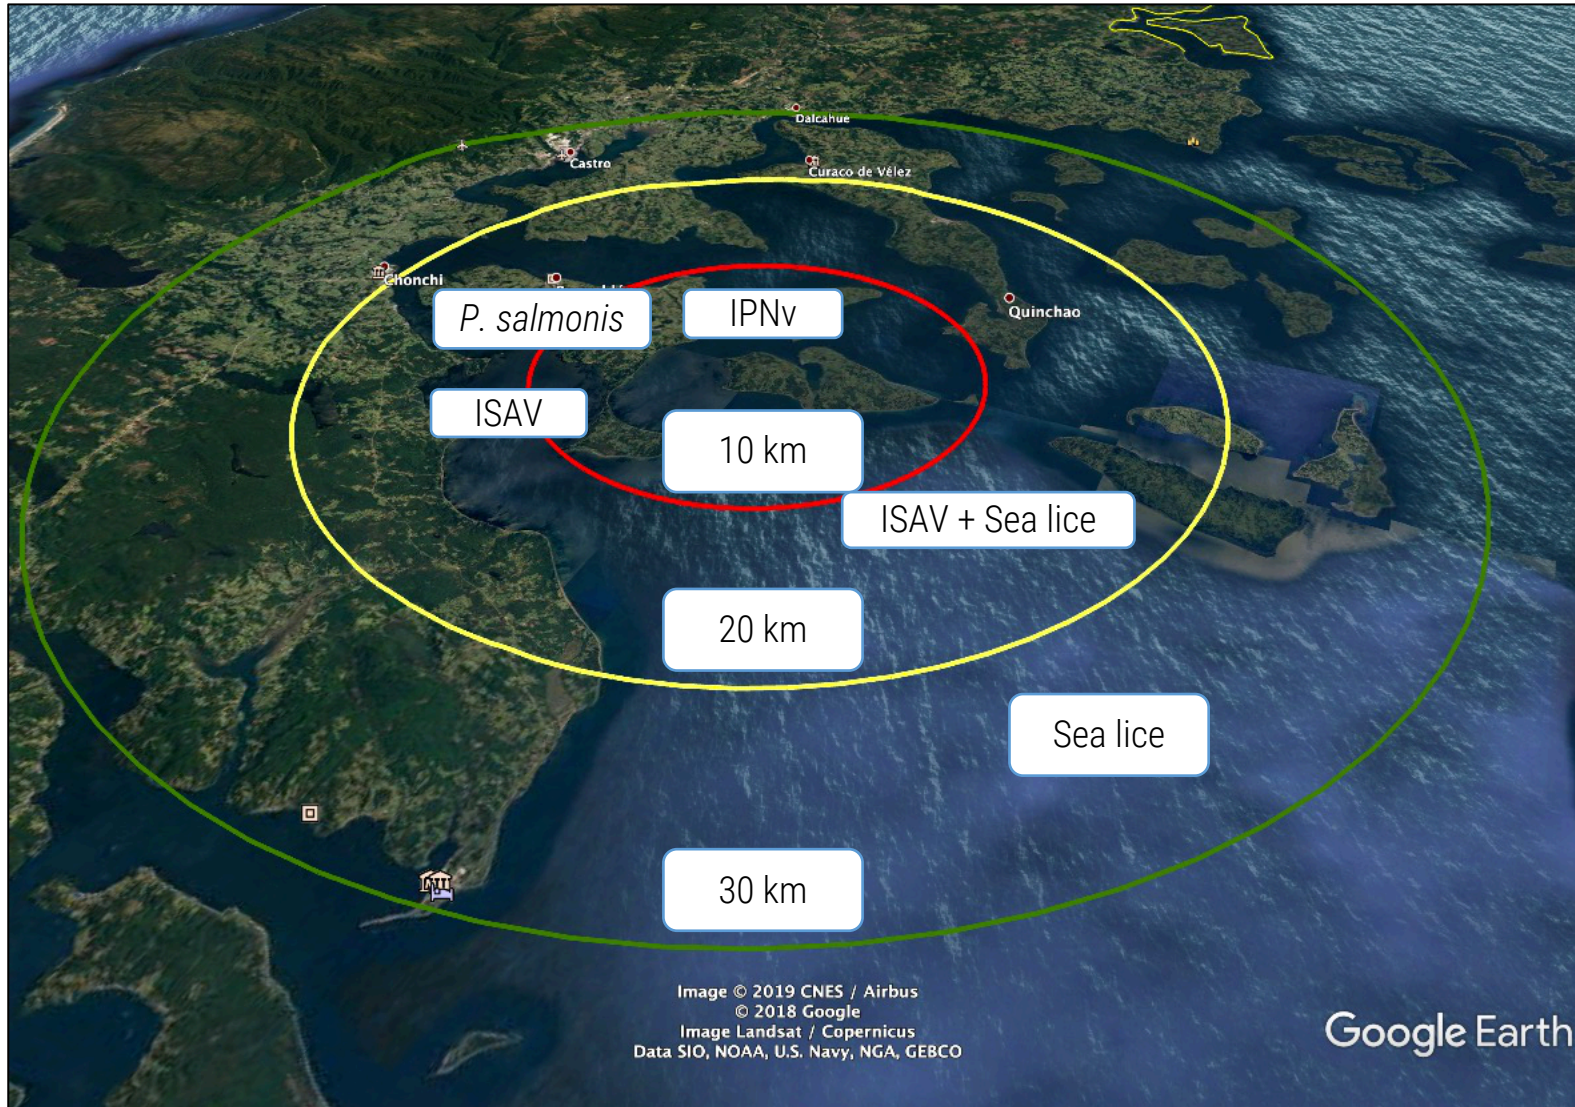 Dalcahue
Castro
Curaco de Vélez
Chonchi
Quinchao
P. salmonis
IPNv
ISAV
10 km
ISAV + Sea lice
20 km
Sea lice
30 km
Image © 2019 CNES / Airbus
© 2018 Google
Image Landsat / Copernicus
Data SIO, NOAA, U.S. Navy, NGA, GEBCO
Google Earth